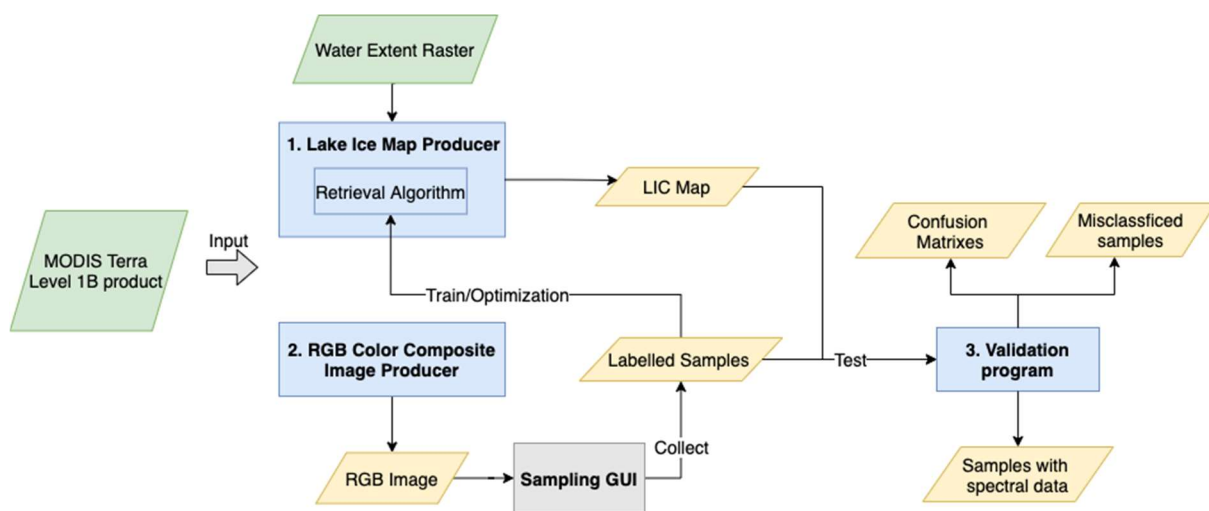 Water Extent
Raster
1. Lake Ice Map Producer
Retrieval Algorithm
LIC Map
MODIS Terra
Level 1B product
Input
Confusion
Matrixes
Misclassficed
samples
Train/Optimization
2. RGB Color Composite
Image Producer
Labelled Samples
Test
3. Validation
program
Collect
RGB Image
Sampling GUI
Samples with
spectral data